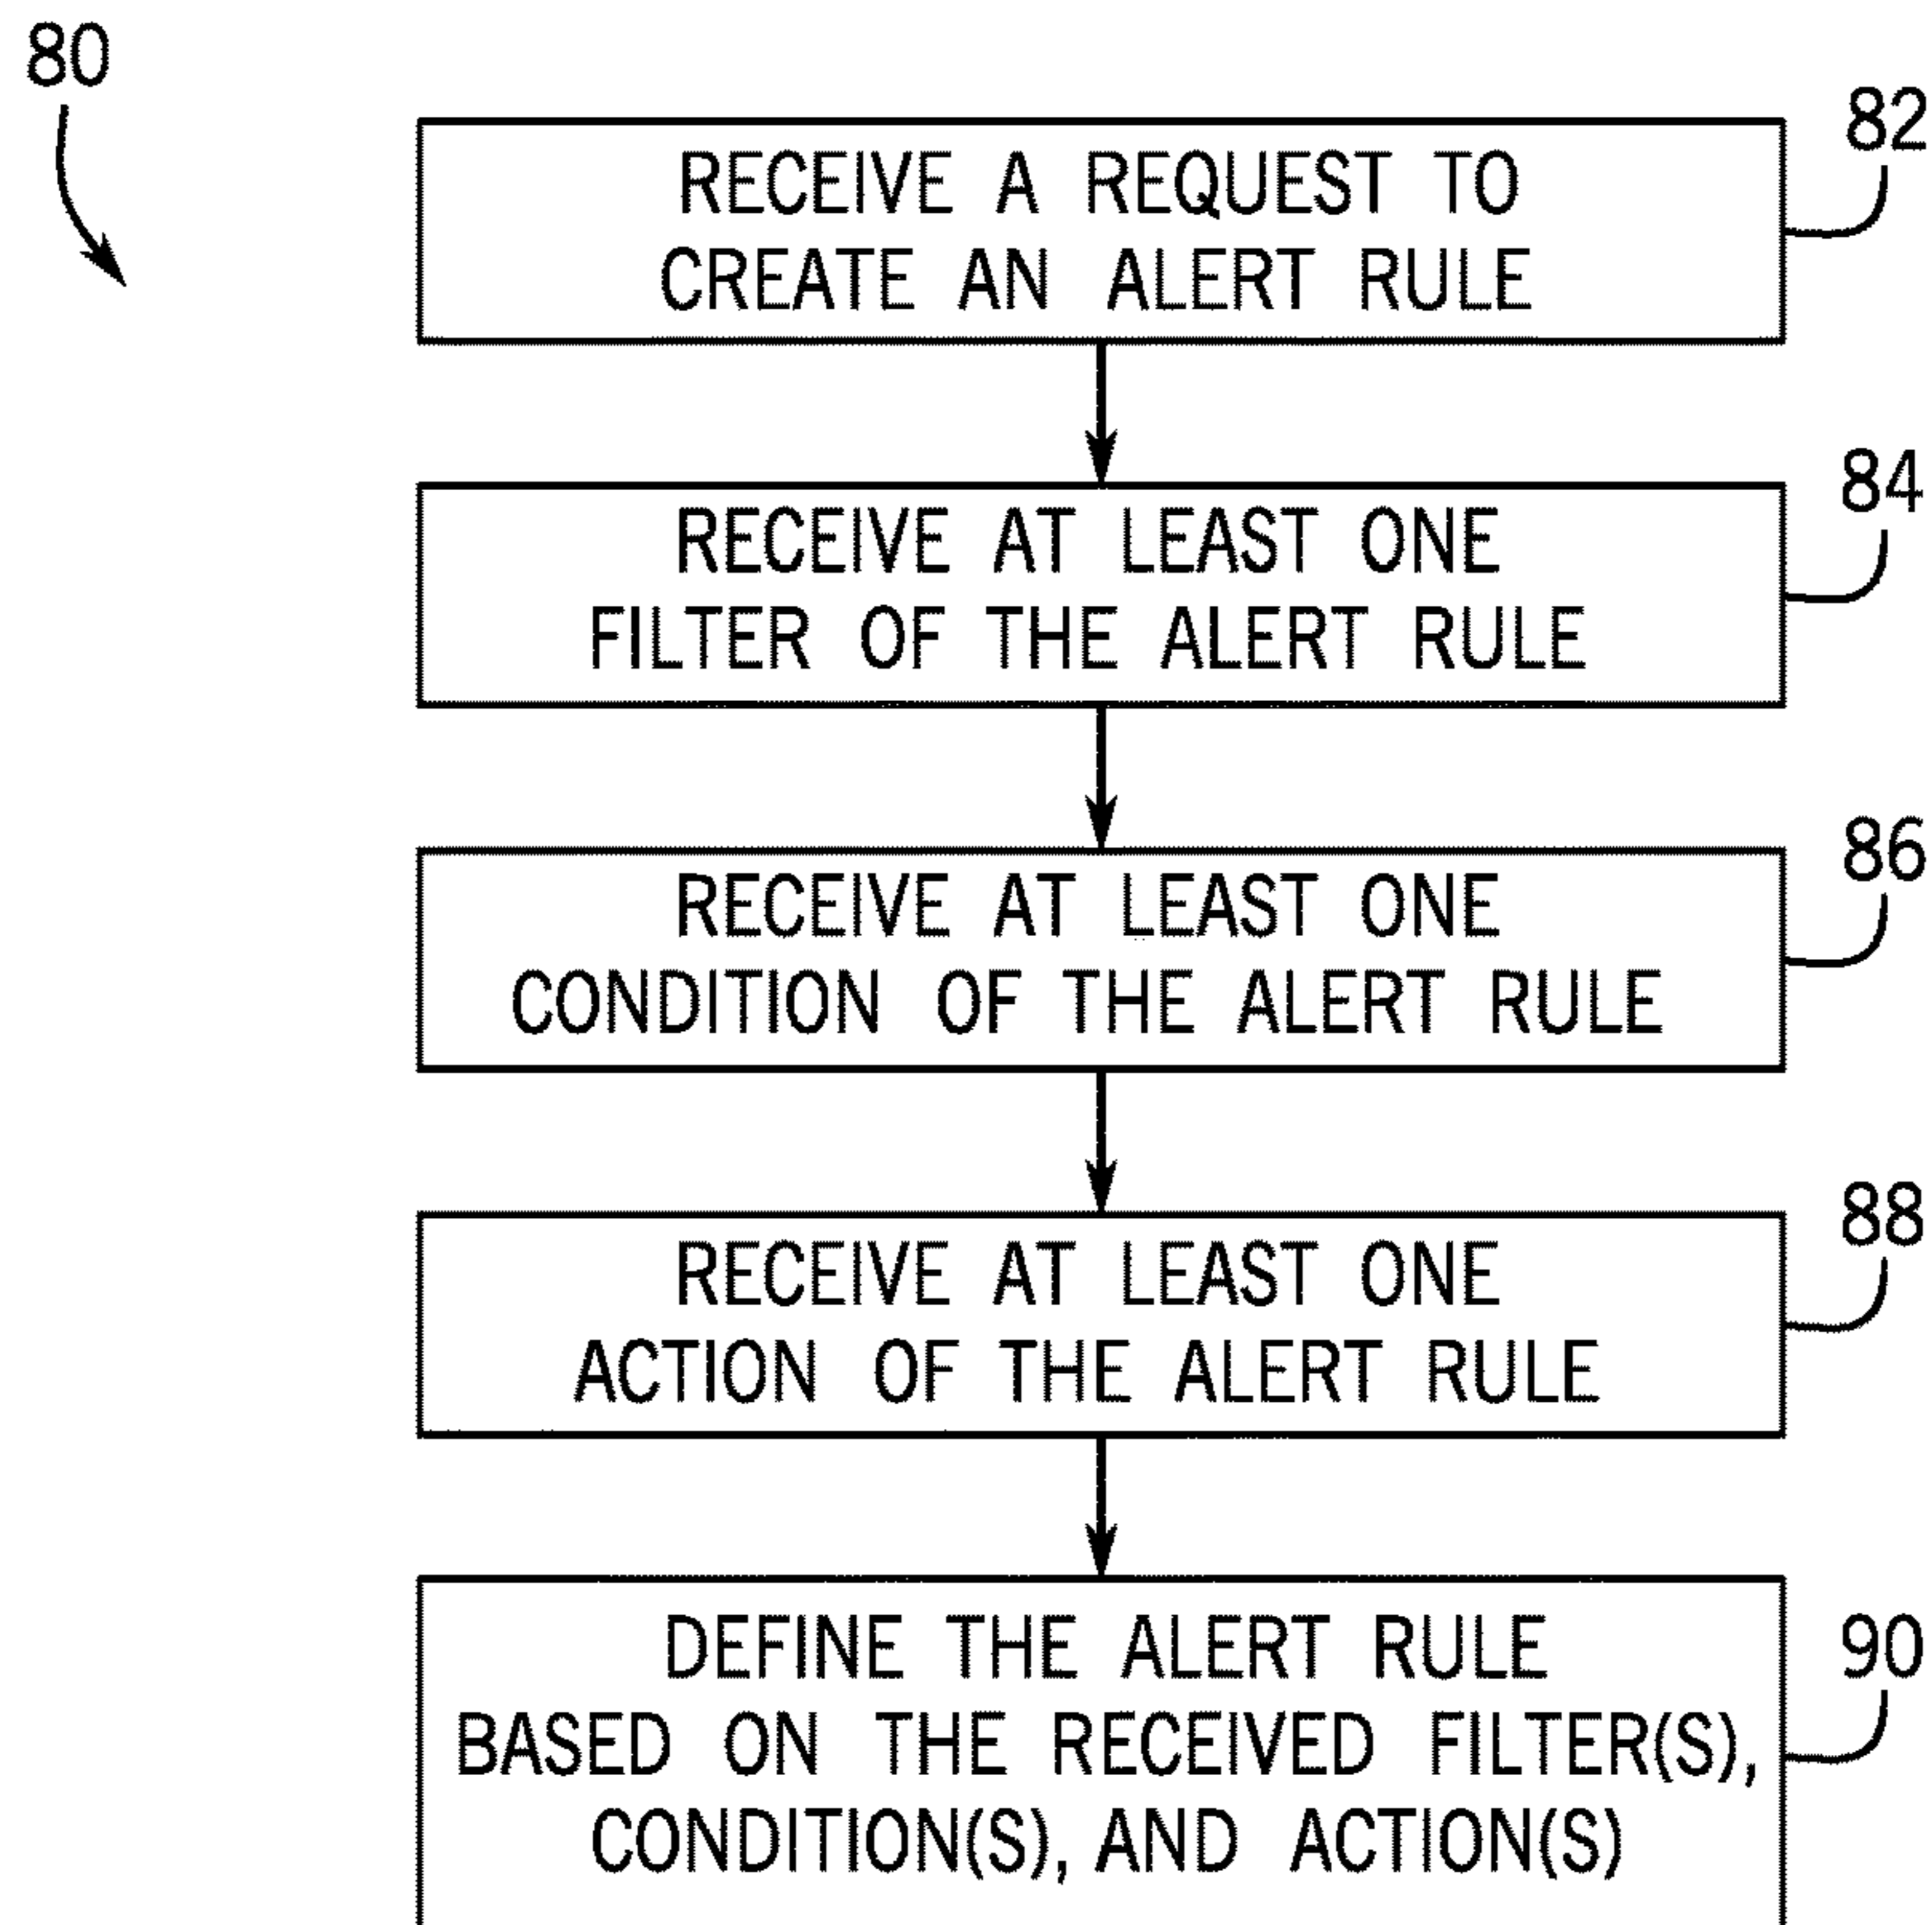 80
82
RECEIVE A REQUEST TO
CREATE AN ALERT RULE
84
RECEIVE AT LEAST ONE
FILTER OF THE ALERT RULE
86
RECEIVE AT LEAST ONE
CONDITION OF THE ALERT RULE
88
RECEIVE AT LEAST ONE
ACTION OF THE ALERT RULE
90
DEFINE THE ALERT RULE
BASED ON THE RECEIVED FILTER(S),
CONDITION(S), AND ACTION(S)